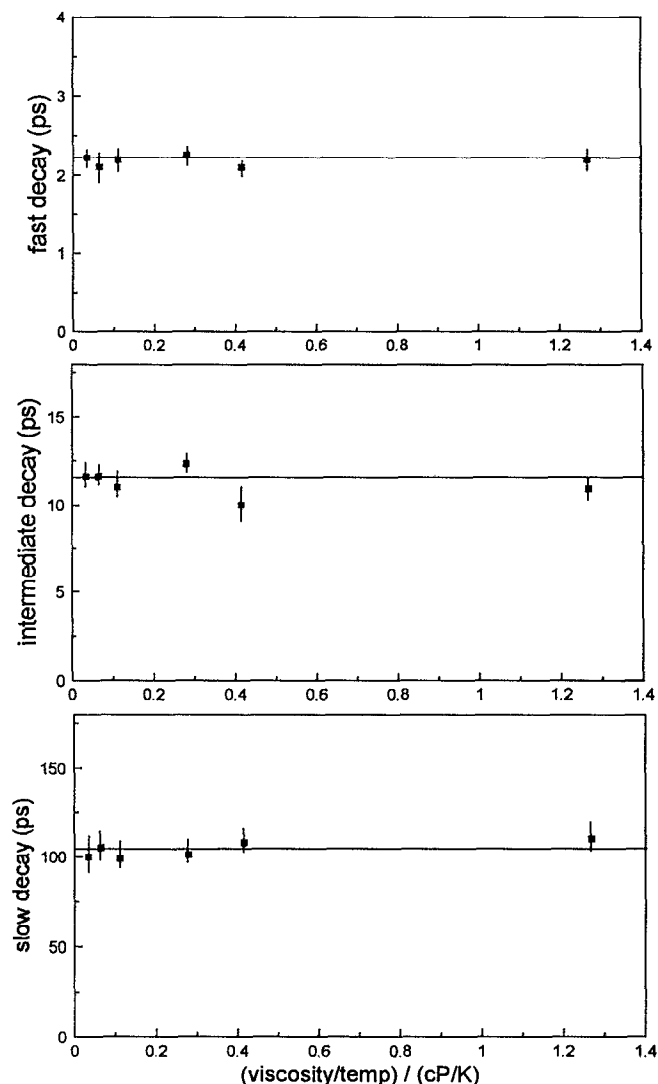 4
3
2
1
0
fast decay (ps)
0 0.2 0.4 0.6 0.8 1 1.2 1.4
15
10
5
0
intermediate decay (ps)
0 0.2 0.4 0.6 0.8 1 1.2 1.4
150
100
50
0
slow decay (ps)
0 0.2 0.4 0.6 0.8 1 1.2 1.4
(viscosity/temp) / (cP/K)